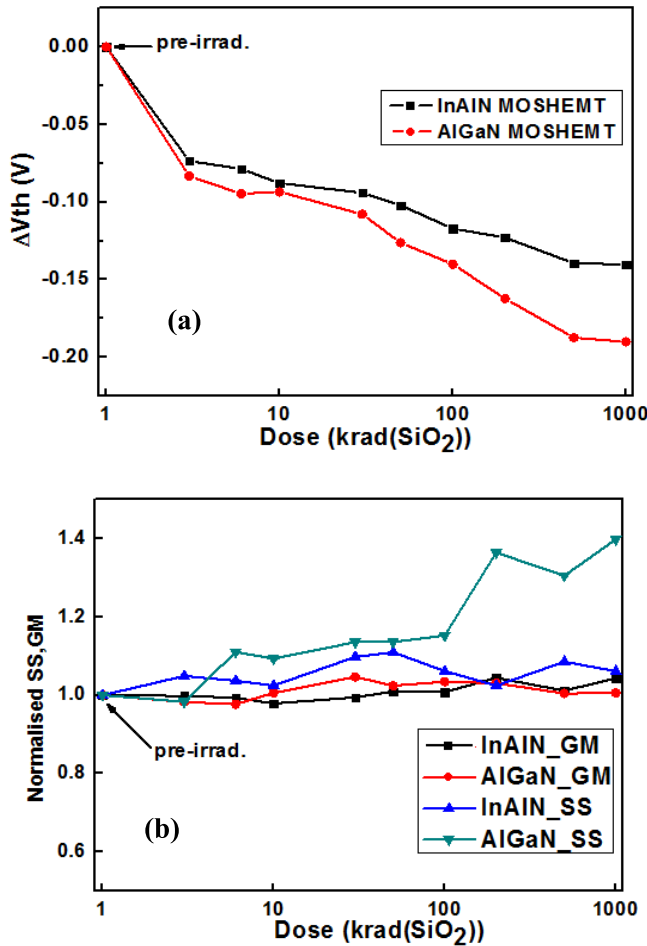 0.00
-0.05
-0.10
-0.15
-0.20
ΔVth (V)
pre-irrad.
InAlN MOSHEMT
AlGaN MOSHEMT
(a)
1
10
100
1000
Dose (krad(SiO₂))
1.4
1.2
1.0
0.8
0.6
Normalised SS,GM
pre-irrad.
InAlN_GM
AlGaN_GM
InAlN_SS
AlGaN_SS
(b)
1
10
100
1000
Dose (krad(SiO₂))